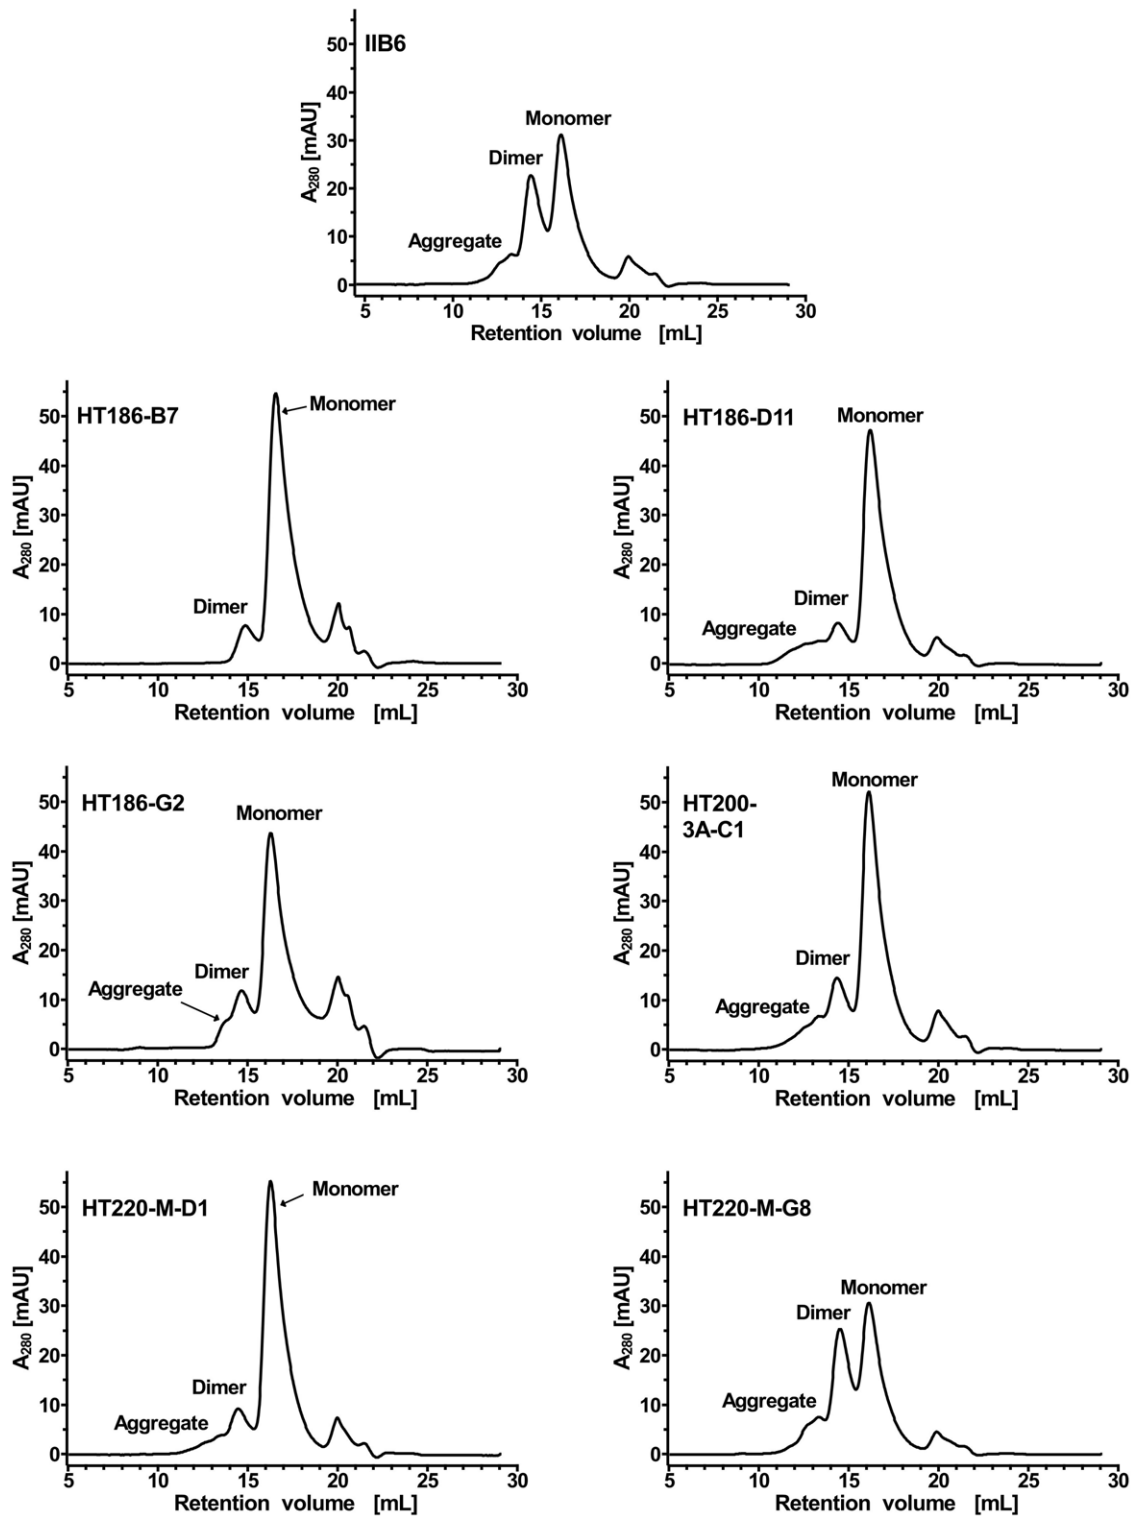 IIB6
50
40
30
20
10
0
A280 [mAU]
Aggregate
Dimer
Monomer
5 10 15 20 25 30
Retention volume [mL]
HT186-B7
50
40
30
20
10
0
A280 [mAU]
Dimer
Monomer
5 10 15 20 25 30
Retention volume [mL]
HT186-D11
50
40
30
20
10
0
A280 [mAU]
Aggregate
Dimer
Monomer
5 10 15 20 25 30
Retention volume [mL]
HT186-G2
50
40
30
20
10
0
A280 [mAU]
Aggregate
Dimer
Monomer
5 10 15 20 25 30
Retention volume [mL]
HT200-
3A-C1
50
40
30
20
10
0
A280 [mAU]
Aggregate
Dimer
Monomer
5 10 15 20 25 30
Retention volume [mL]
HT220-M-D1
50
40
30
20
10
0
A280 [mAU]
Aggregate
Dimer
Monomer
5 10 15 20 25 30
Retention volume [mL]
HT220-M-G8
50
40
30
20
10
0
A280 [mAU]
Aggregate
Dimer
Monomer
5 10 15 20 25 30
Retention volume [mL]